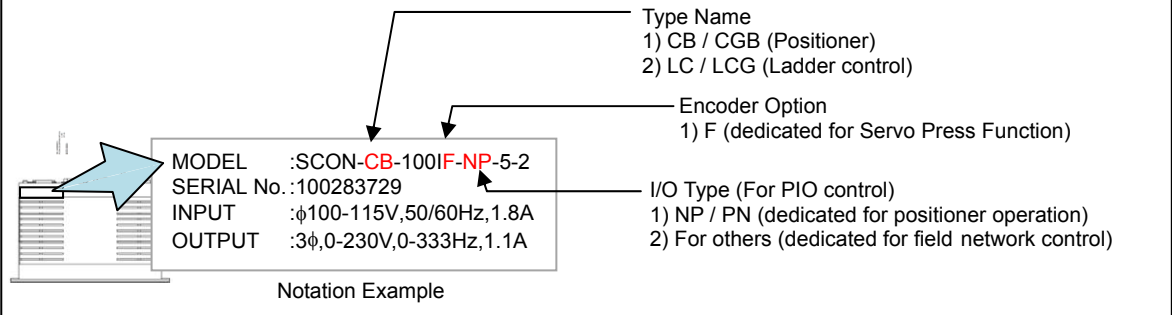 Type Name
1) CB / CGB (Positioner)
2) LC / LCG (Ladder control)
Encoder Option
1) F (dedicated for Servo Press Function)
MODEL :SCON-CB-100IF-NP-5-2
SERIAL No.:100283729
INPUT :ϕ100-115V,50/60Hz,1.8A
OUTPUT :3ϕ,0-230V,0-333Hz,1.1A
I/O Type (For PIO control)
1) NP / PN (dedicated for positioner operation)
2) For others (dedicated for field network control)
Notation Example